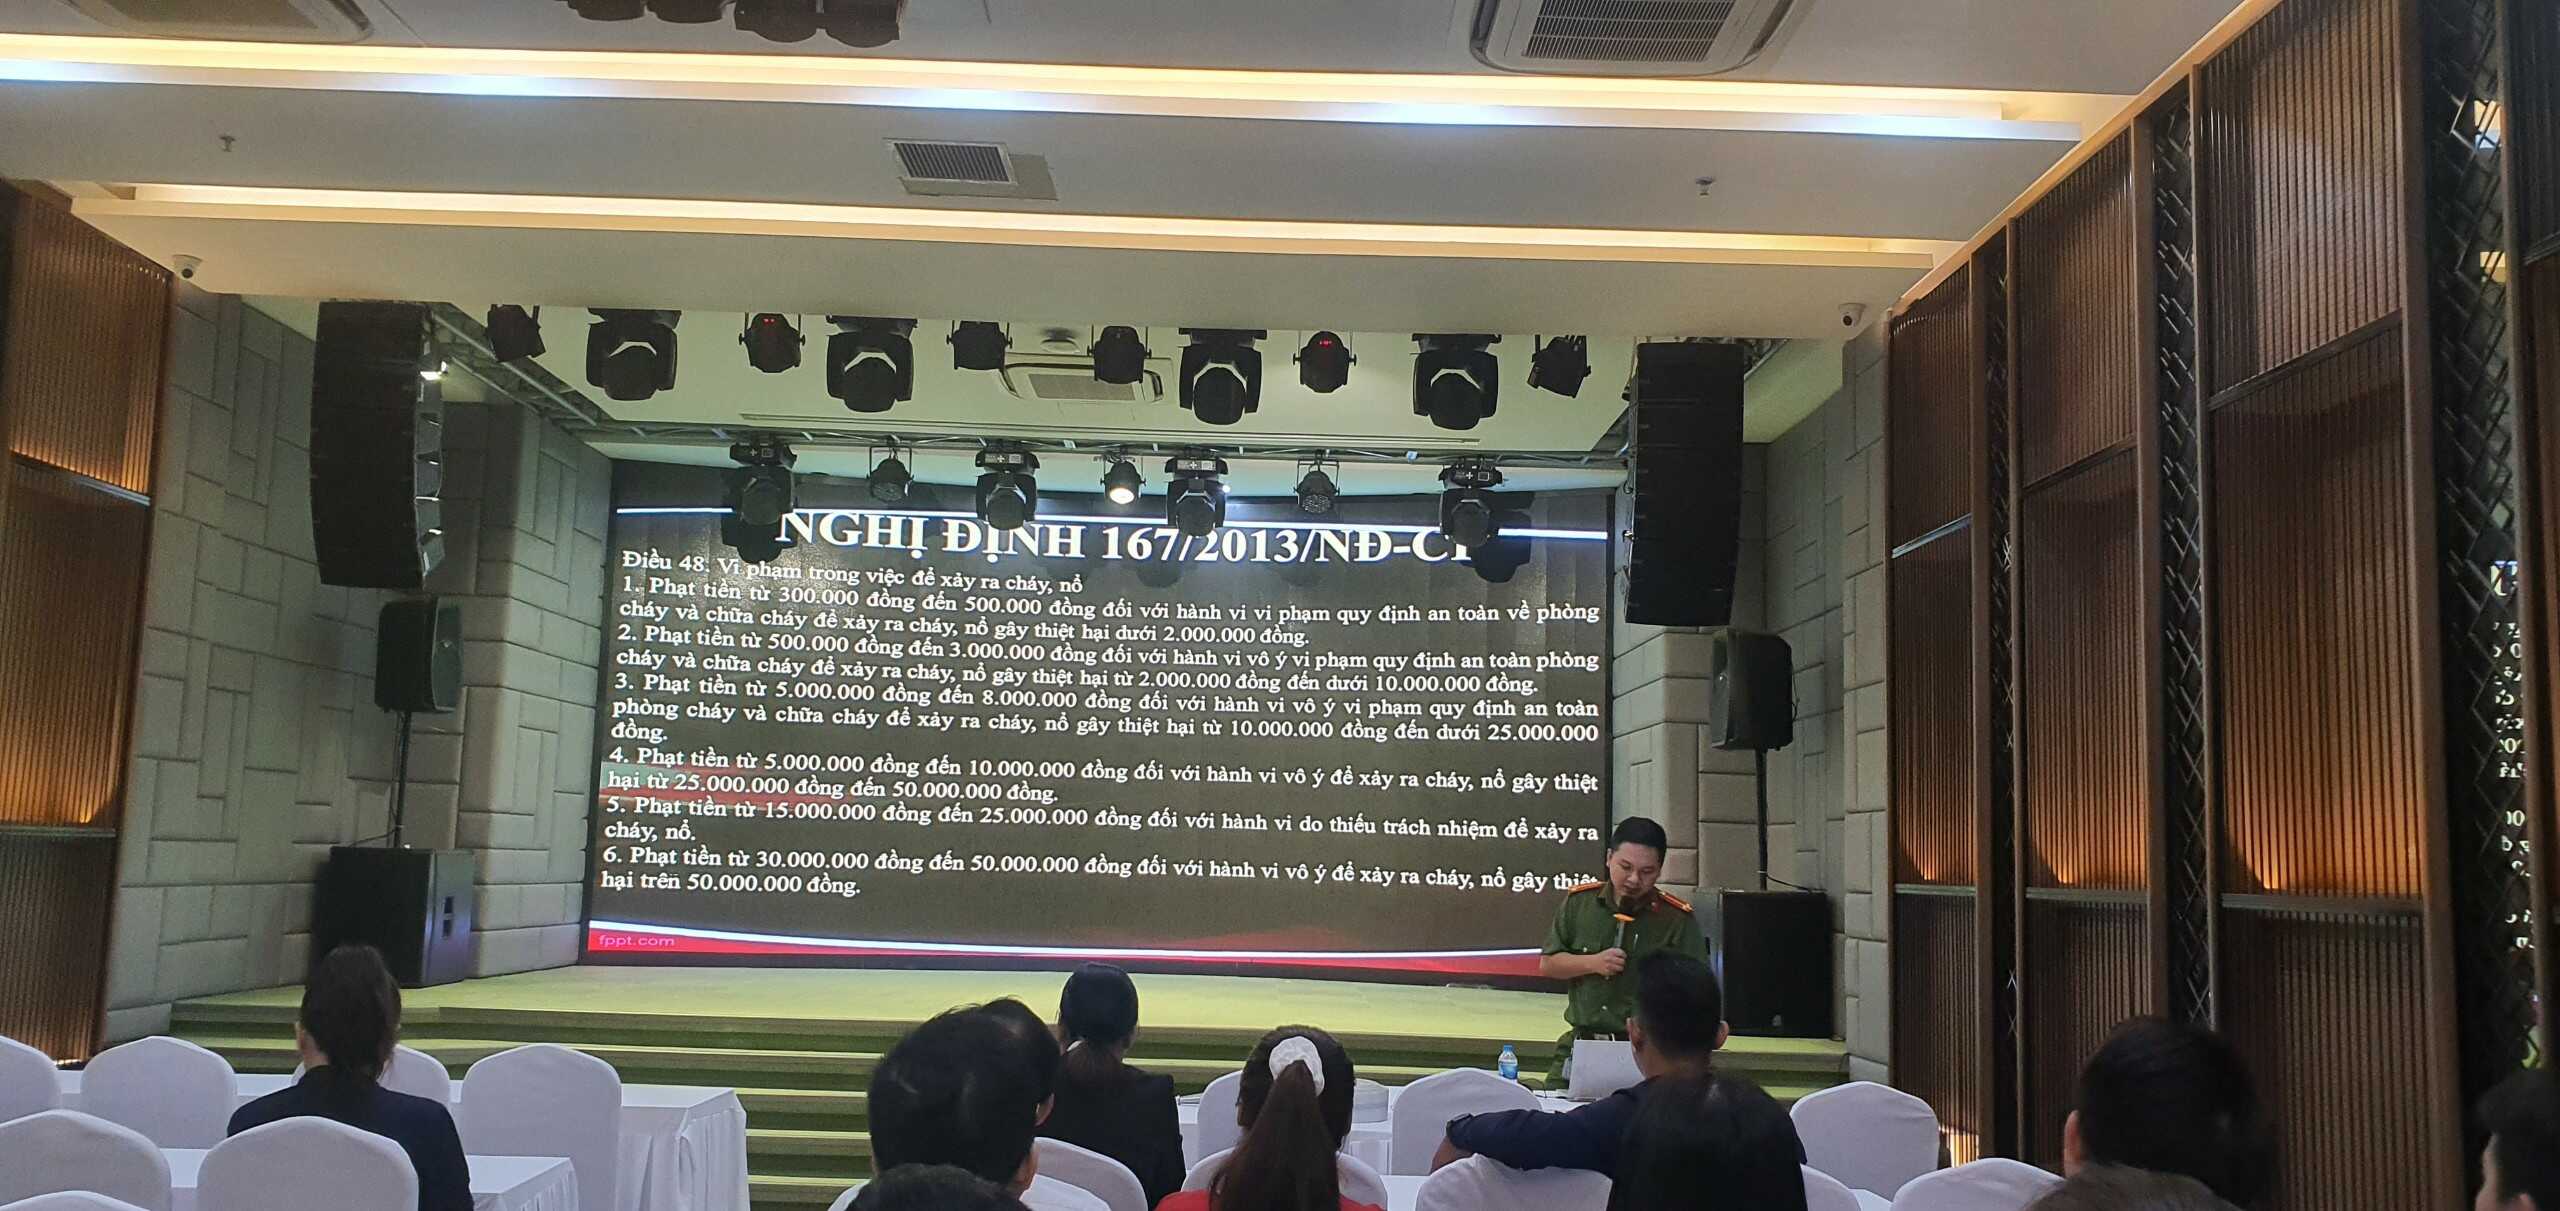 NGHỊ ĐỊNH 167/2013/NĐ-CP
Điều 48. Vi phạm trong việc để xảy ra cháy, nổ
1. Phạt tiền từ 300.000 đồng đến 500.000 đồng đối với hành vi vi phạm quy định an toàn về phòng
cháy và chữa cháy để xảy ra cháy, nổ gây thiệt hại dưới 2.000.000 đồng.
2. Phạt tiền từ 500.000 đồng đến 3.000.000 đồng đối với hành vi vô ý vi phạm quy định an toàn phòng
cháy và chữa cháy để xảy ra cháy, nổ gây thiệt hại từ 2.000.000 đồng đến dưới 10.000.000 đồng.
3. Phạt tiền từ 5.000.000 đồng đến 8.000.000 đồng đối với hành vi vô ý vi phạm quy định an toàn
phòng cháy và chữa cháy để xảy ra cháy, nổ gây thiệt hại từ 10.000.000 đồng đến dưới 25.000.000
đồng.
4. Phạt tiền từ 5.000.000 đồng đến 10.000.000 đồng đối với hành vi vô ý để xảy ra cháy, nổ gây thiệt
hại từ 25.000.000 đồng đến 50.000.000 đồng.
5. Phạt tiền từ 15.000.000 đồng đến 25.000.000 đồng đối với hành vi do thiếu trách nhiệm để xảy ra
cháy, nổ.
6. Phạt tiền từ 30.000.000 đồng đến 50.000.000 đồng đối với hành vi vô ý để xảy ra cháy, nổ gây thiệt
hại trên 50.000.000 đồng.
fppt.com